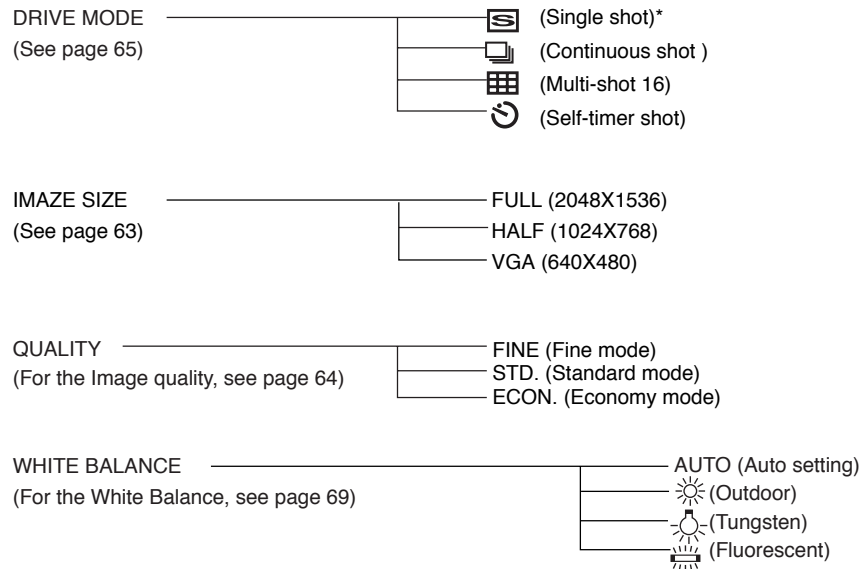 DRIVE MODE
(See page 65)
S (Single shot)*
(Continuous shot )
(Multi-shot 16)
(Self-timer shot)
IMAZE SIZE
(See page 63)
FULL (2048X1536)
HALF (1024X768)
VGA (640X480)
QUALITY
(For the Image quality, see page 64)
FINE (Fine mode)
STD. (Standard mode)
ECON. (Economy mode)
WHITE BALANCE
(For the White Balance, see page 69)
AUTO (Auto setting)
(Outdoor)
(Tungsten)
(Fluorescent)